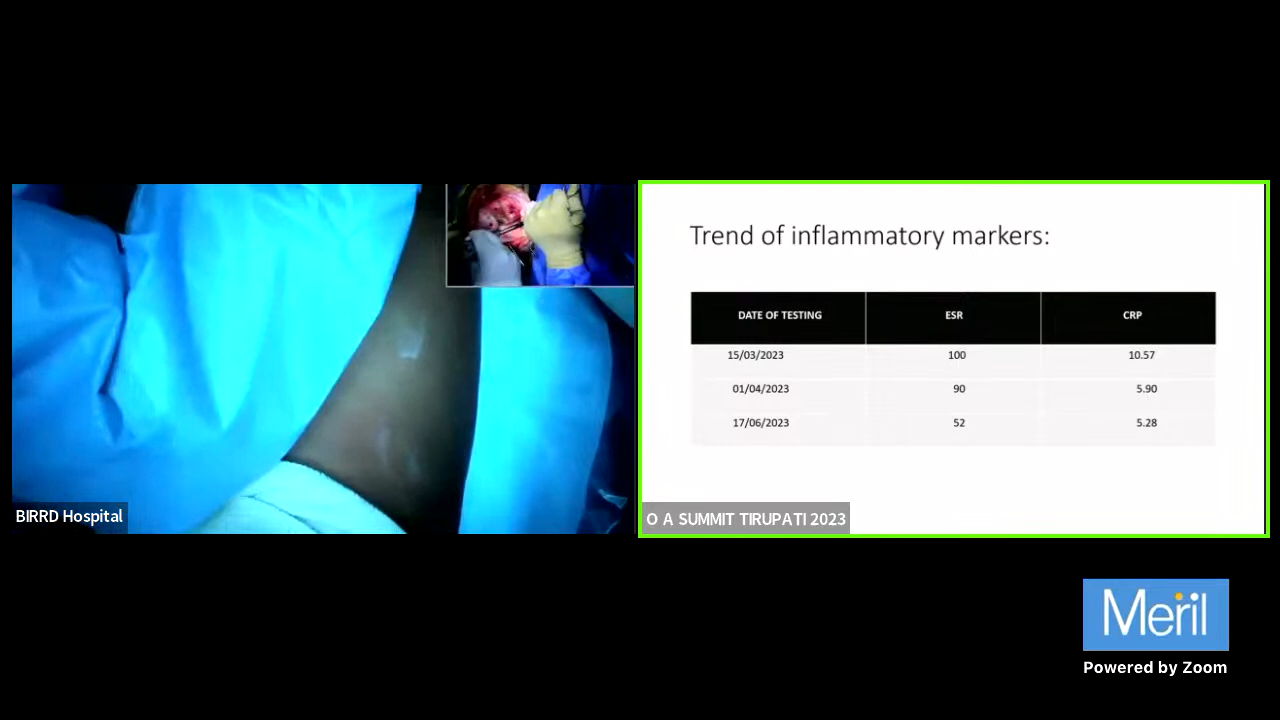 Trend of inflammatory markers:
DATE OF TESTING ESR CRP
15/03/2023 100 10.57
01/04/2023 90 5.90
17/06/2023 52 5.28
BIRRD Hospital
O A SUMMIT TIRUPATI 2023
Meril
Powered by Zoom